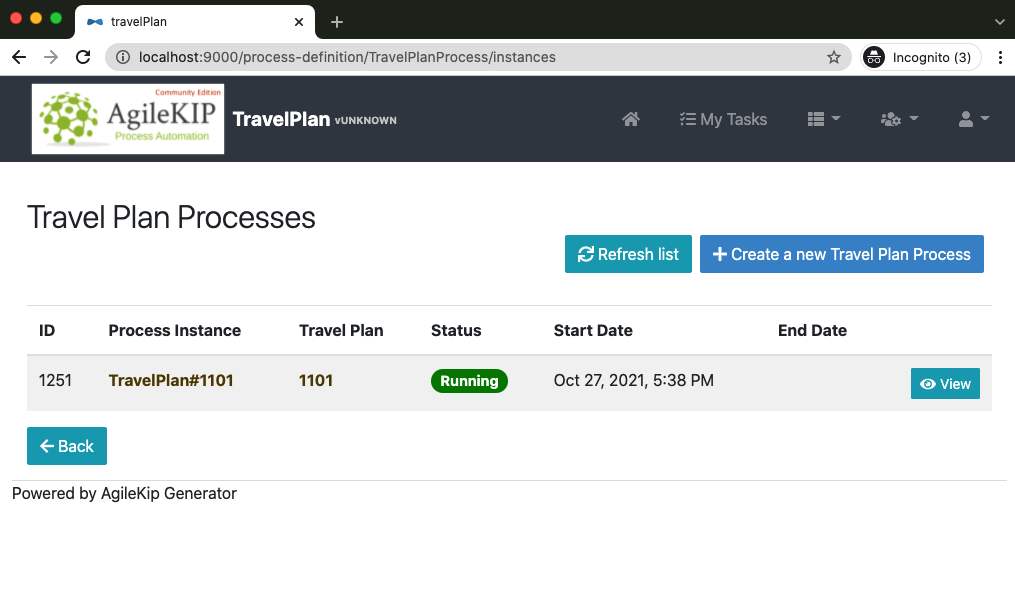 travelPlan
localhost:9000/process-definition/TravelPlanProcess/instances
Incognito (3)
Community Edition
AgileKIP
Process Automation
TravelPlan vUNKNOWN
My Tasks
Travel Plan Processes
Refresh list
Create a new Travel Plan Process
ID Process Instance Travel Plan Status Start Date End Date
1251 TravelPlan#1101 1101 Running Oct 27, 2021, 5:38 PM View
Back
Powered by AgileKip Generator